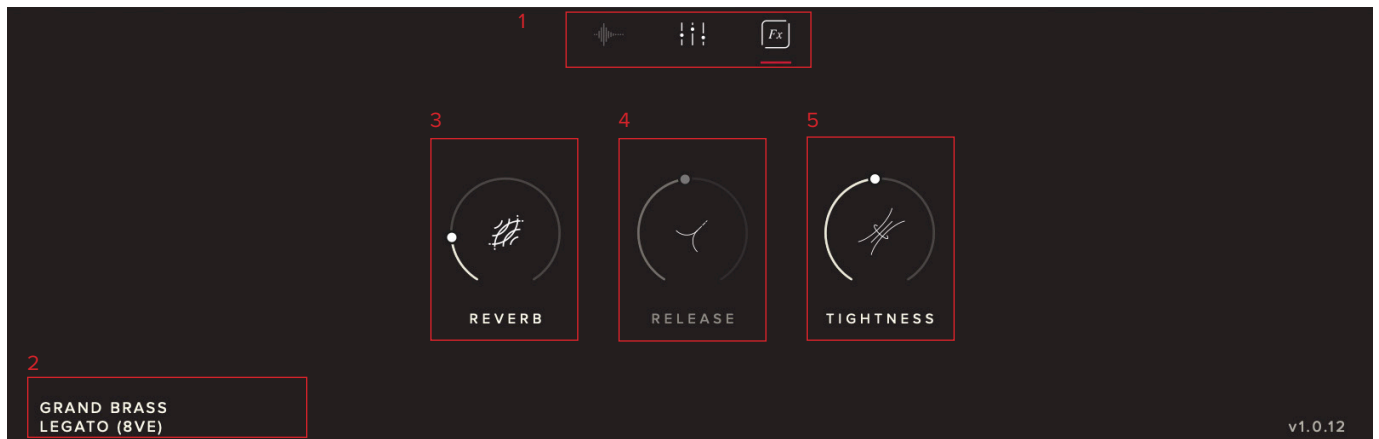 1
Fx
3
4
5
REVERB
RELEASE
TIGHTNESS
2
GRAND BRASS
LEGATO (8VE)
v1.0.12